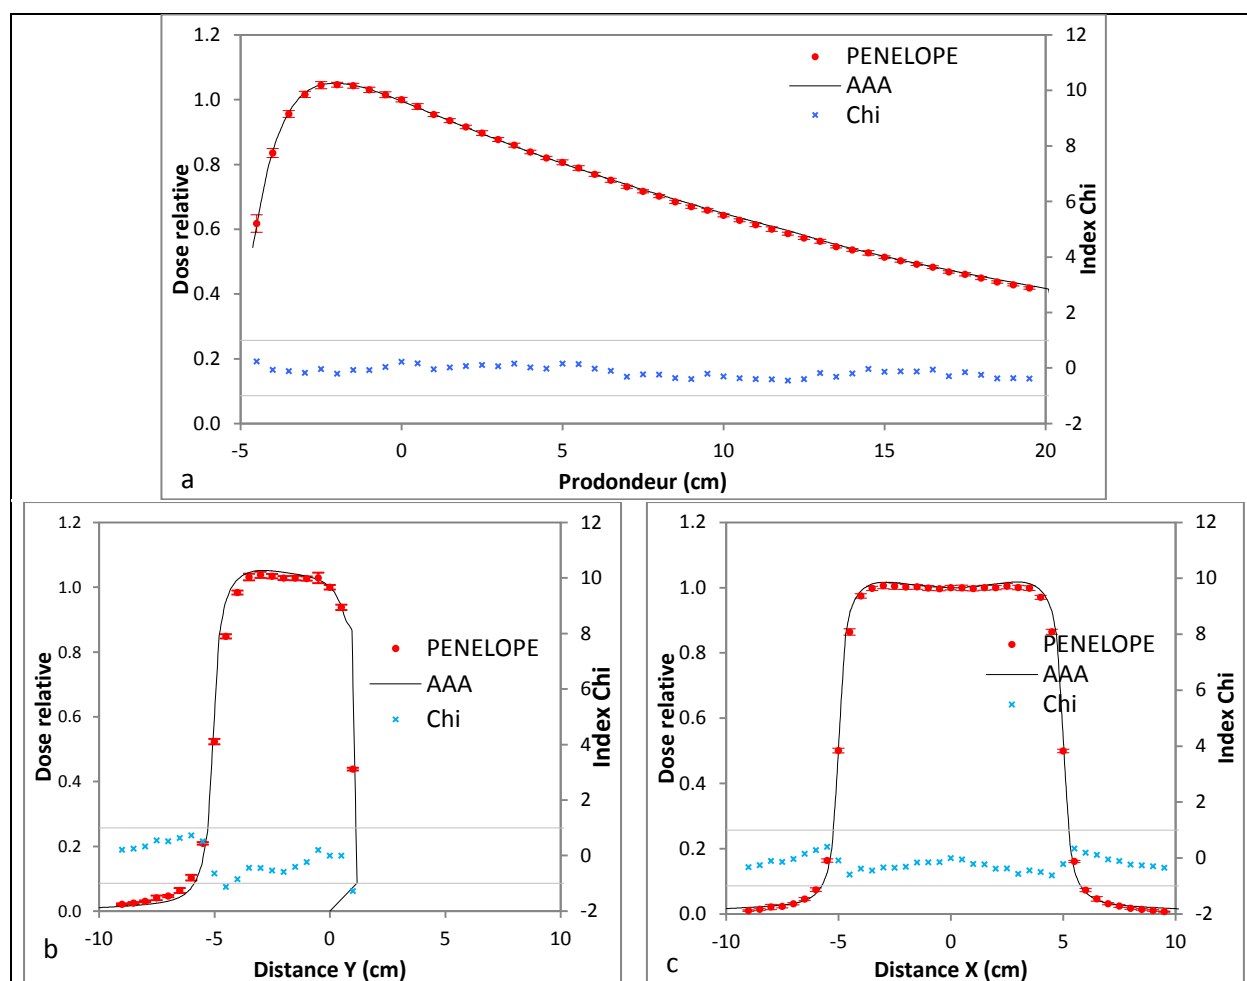 1.2
1.0
0.8
0.6
0.4
0.2
0.0
Dose relative
12
10
8
6
4
2
0
-2
Index Chi
PENELOPE
AAA
Chi
-5
0
5
10
15
20
Prodondeur (cm)
a
1.2
1.0
0.8
0.6
0.4
0.2
0.0
Dose relative
12
10
8
6
4
2
0
-2
Index Chi
PENELOPE
AAA
Chi
-10
-5
0
5
10
Distance Y (cm)
b
1.2
1.0
0.8
0.6
0.4
0.2
0.0
Dose relative
12
10
8
6
4
2
0
-2
Index Chi
PENELOPE
AAA
Chi
-10
-5
0
5
10
Distance X (cm)
c